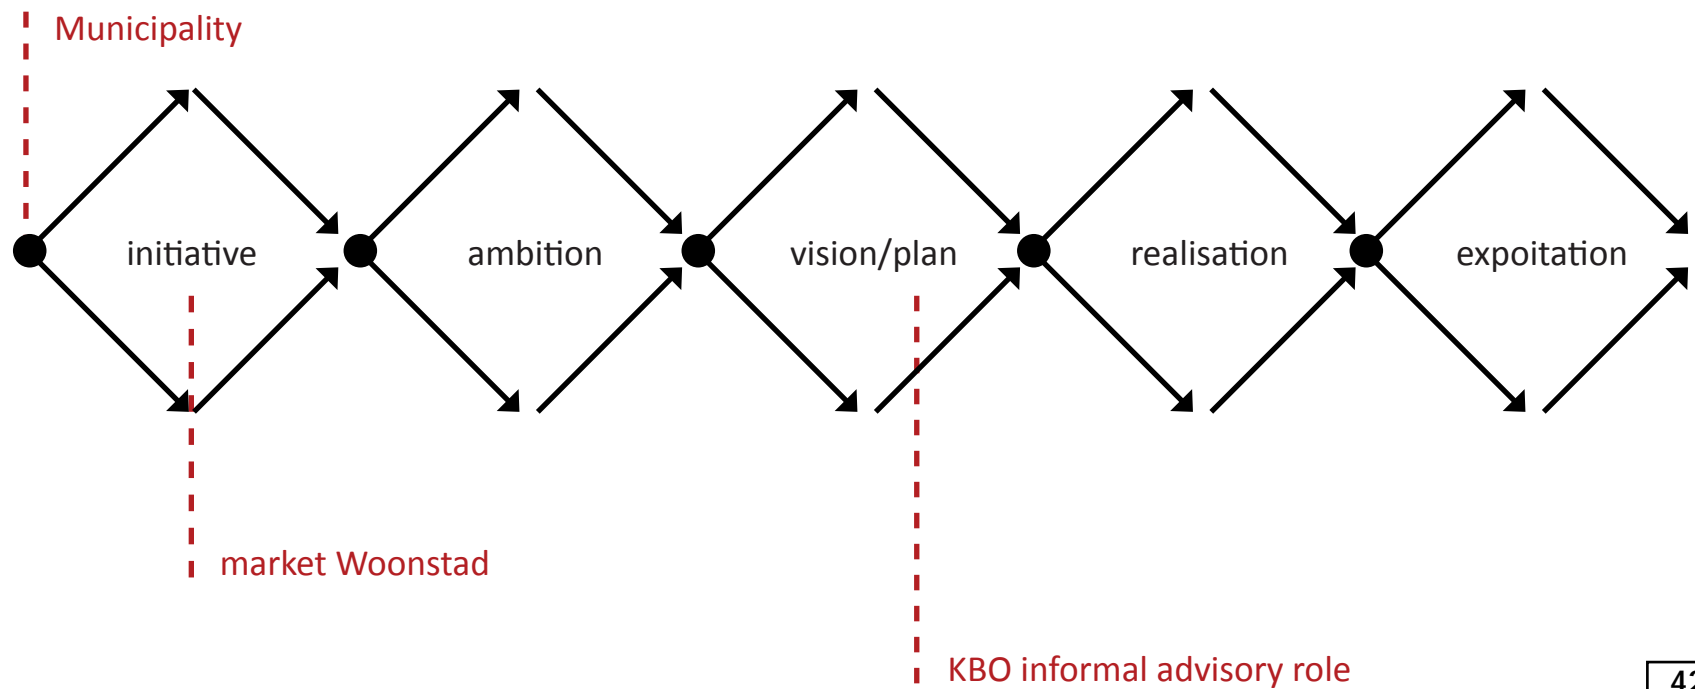 Municipality
initiative
ambition
vision/plan
realisation
expoitation
market Woonstad
KBO informal advisory role